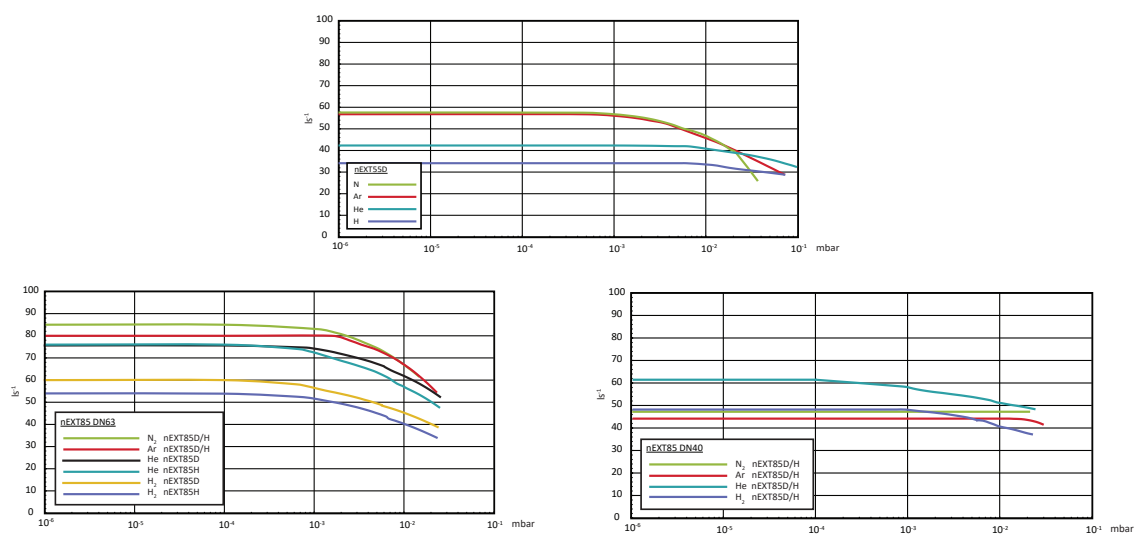 100
90
80
70
60
50
40
30
20
10
0
ls⁻¹
nEXT55D
N
Ar
He
H
10⁻⁶ 10⁻⁵ 10⁻⁴ 10⁻³ 10⁻² 10⁻¹ mbar
100
90
80
70
60
50
40
30
20
10
0
ls⁻¹
nEXT85 DN63
N₂ nEXT85D/H
Ar nEXT85D/H
He nEXT85D
He nEXT85H
H₂ nEXT85D
H₂ nEXT85H
10⁻⁶ 10⁻⁵ 10⁻⁴ 10⁻³ 10⁻² 10⁻¹ mbar
100
90
80
70
60
50
40
30
20
10
0
ls⁻¹
nEXT85 DN40
N₂ nEXT85D/H
Ar nEXT85D/H
He nEXT85D/H
H₂ nEXT85D/H
10⁻⁶ 10⁻⁵ 10⁻⁴ 10⁻³ 10⁻² 10⁻¹ mbar